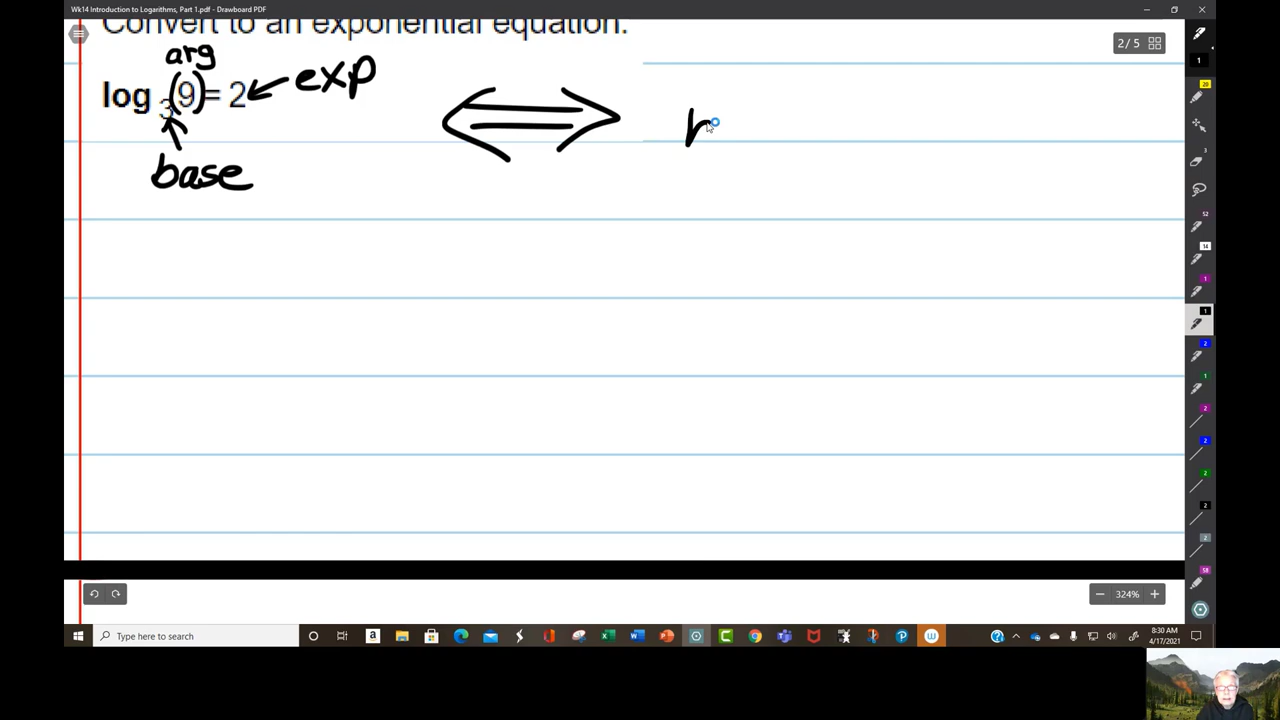 Wk14 Introduction to Logarithms, Part 1.pdf - Drawboard PDF
Convert to an exponential equation.
2/5
arg
log 3(9) = 2 ← exp
base
r
324%
Type here to search
8:30 AM
4/17/2021